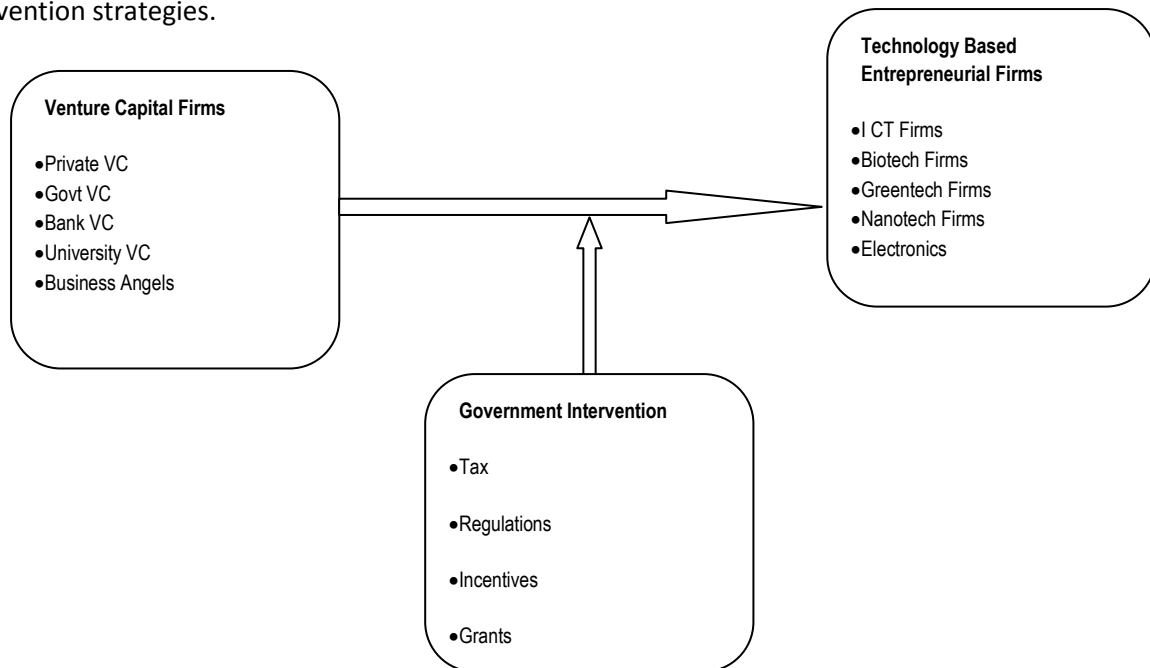 vention strategies.
Technology Based
Entrepreneurial Firms
•I CT Firms
•Biotech Firms
•Greentech Firms
•Nanotech Firms
•Electronics
Venture Capital Firms
•Private VC
•Govt VC
•Bank VC
•University VC
•Business Angels
Government Intervention
•Tax
•Regulations
•Incentives
•Grants